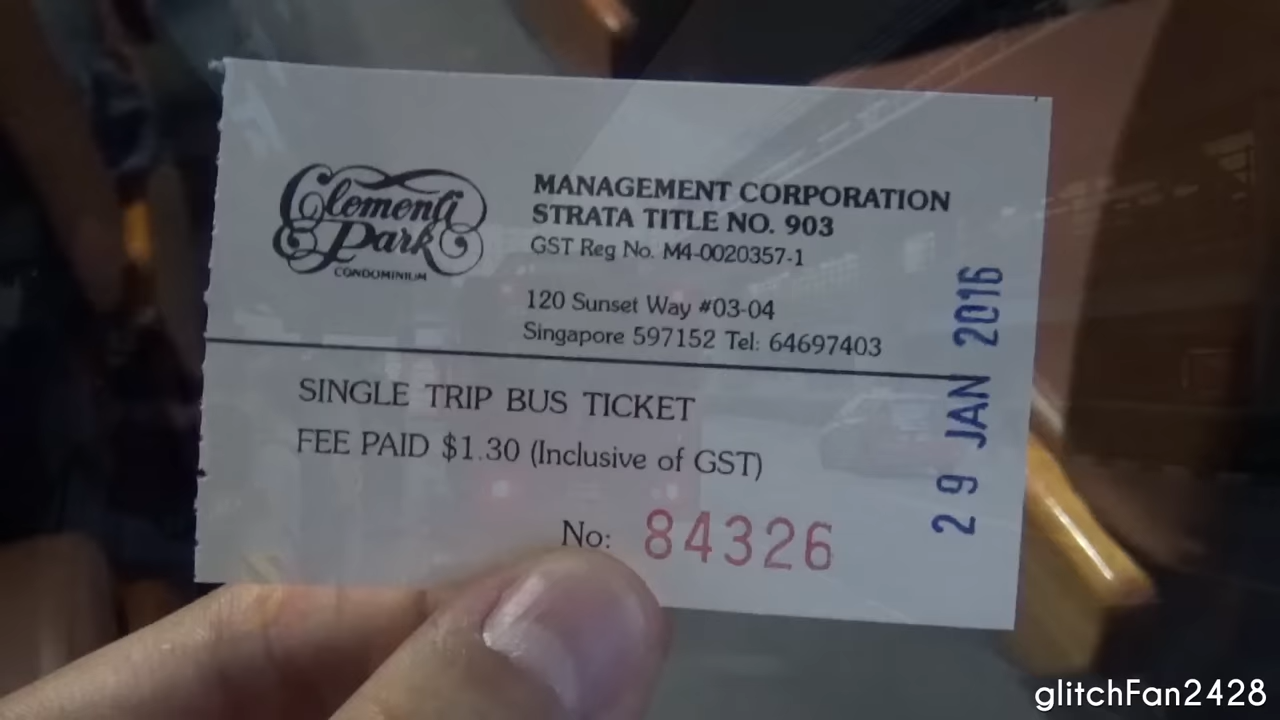 Clementi
Park
CONDOMINIUM
MANAGEMENT CORPORATION
STRATA TITLE NO. 903
GST Reg No. M4-0020357-1
120 Sunset Way #03-04
Singapore 597152 Tel: 64697403
SINGLE TRIP BUS TICKET
FEE PAID $1.30 (Inclusive of GST)
No: 84326
29 JAN 2016
glitchFan2428